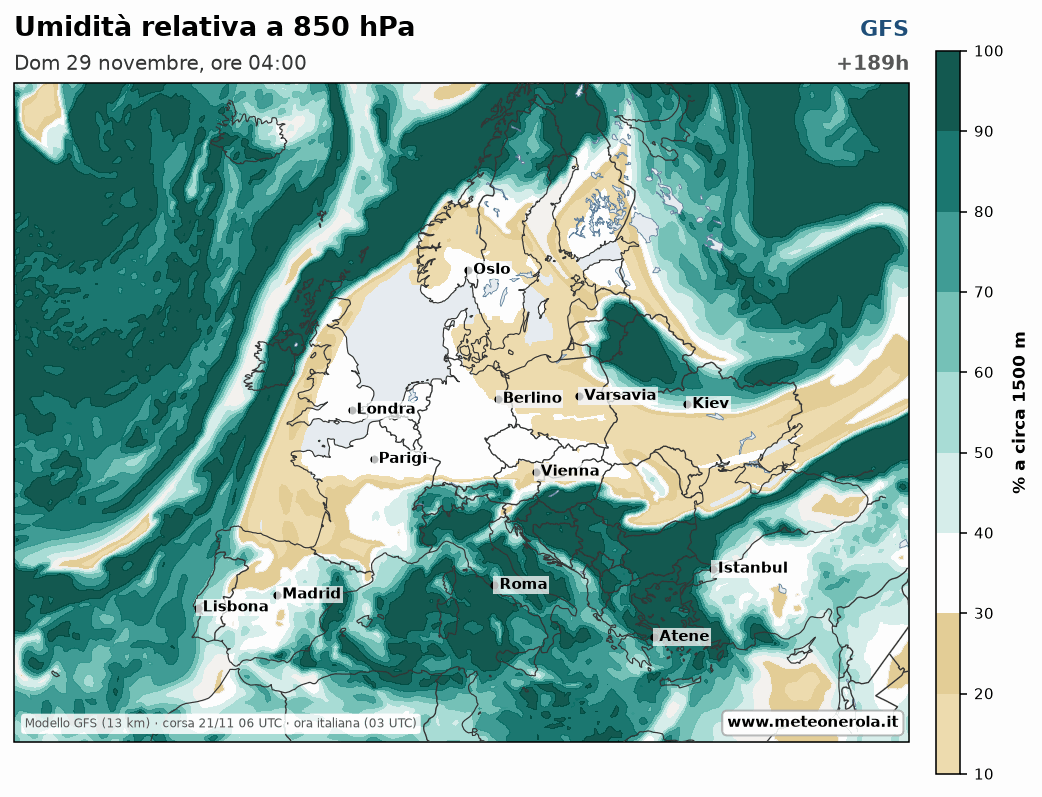 Umidità relativa a 850 hPa
GFS
Dom 29 novembre, ore 04:00
+189h
100
90
80
70
60
50
40
30
20
10
% a circa 1500 m
Oslo
Berlino
Varsavia
Kiev
Londra
Parigi
Vienna
Istanbul
Roma
Madrid
Lisbona
Atene
Modello GFS (13 km) · corsa 21/11 06 UTC · ora italiana (03 UTC)
www.meteonerola.it